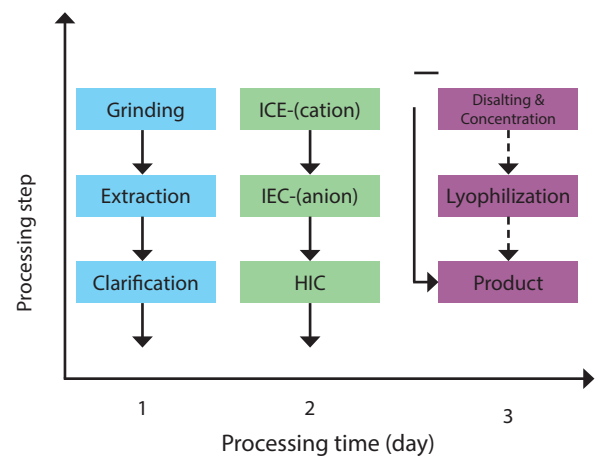 Grinding
Extraction
Clarification
ICE-(cation)
IEC-(anion)
HIC
Disalting &
Concentration
Lyophilization
Product
Processing step
1
2
3
Processing time (day)